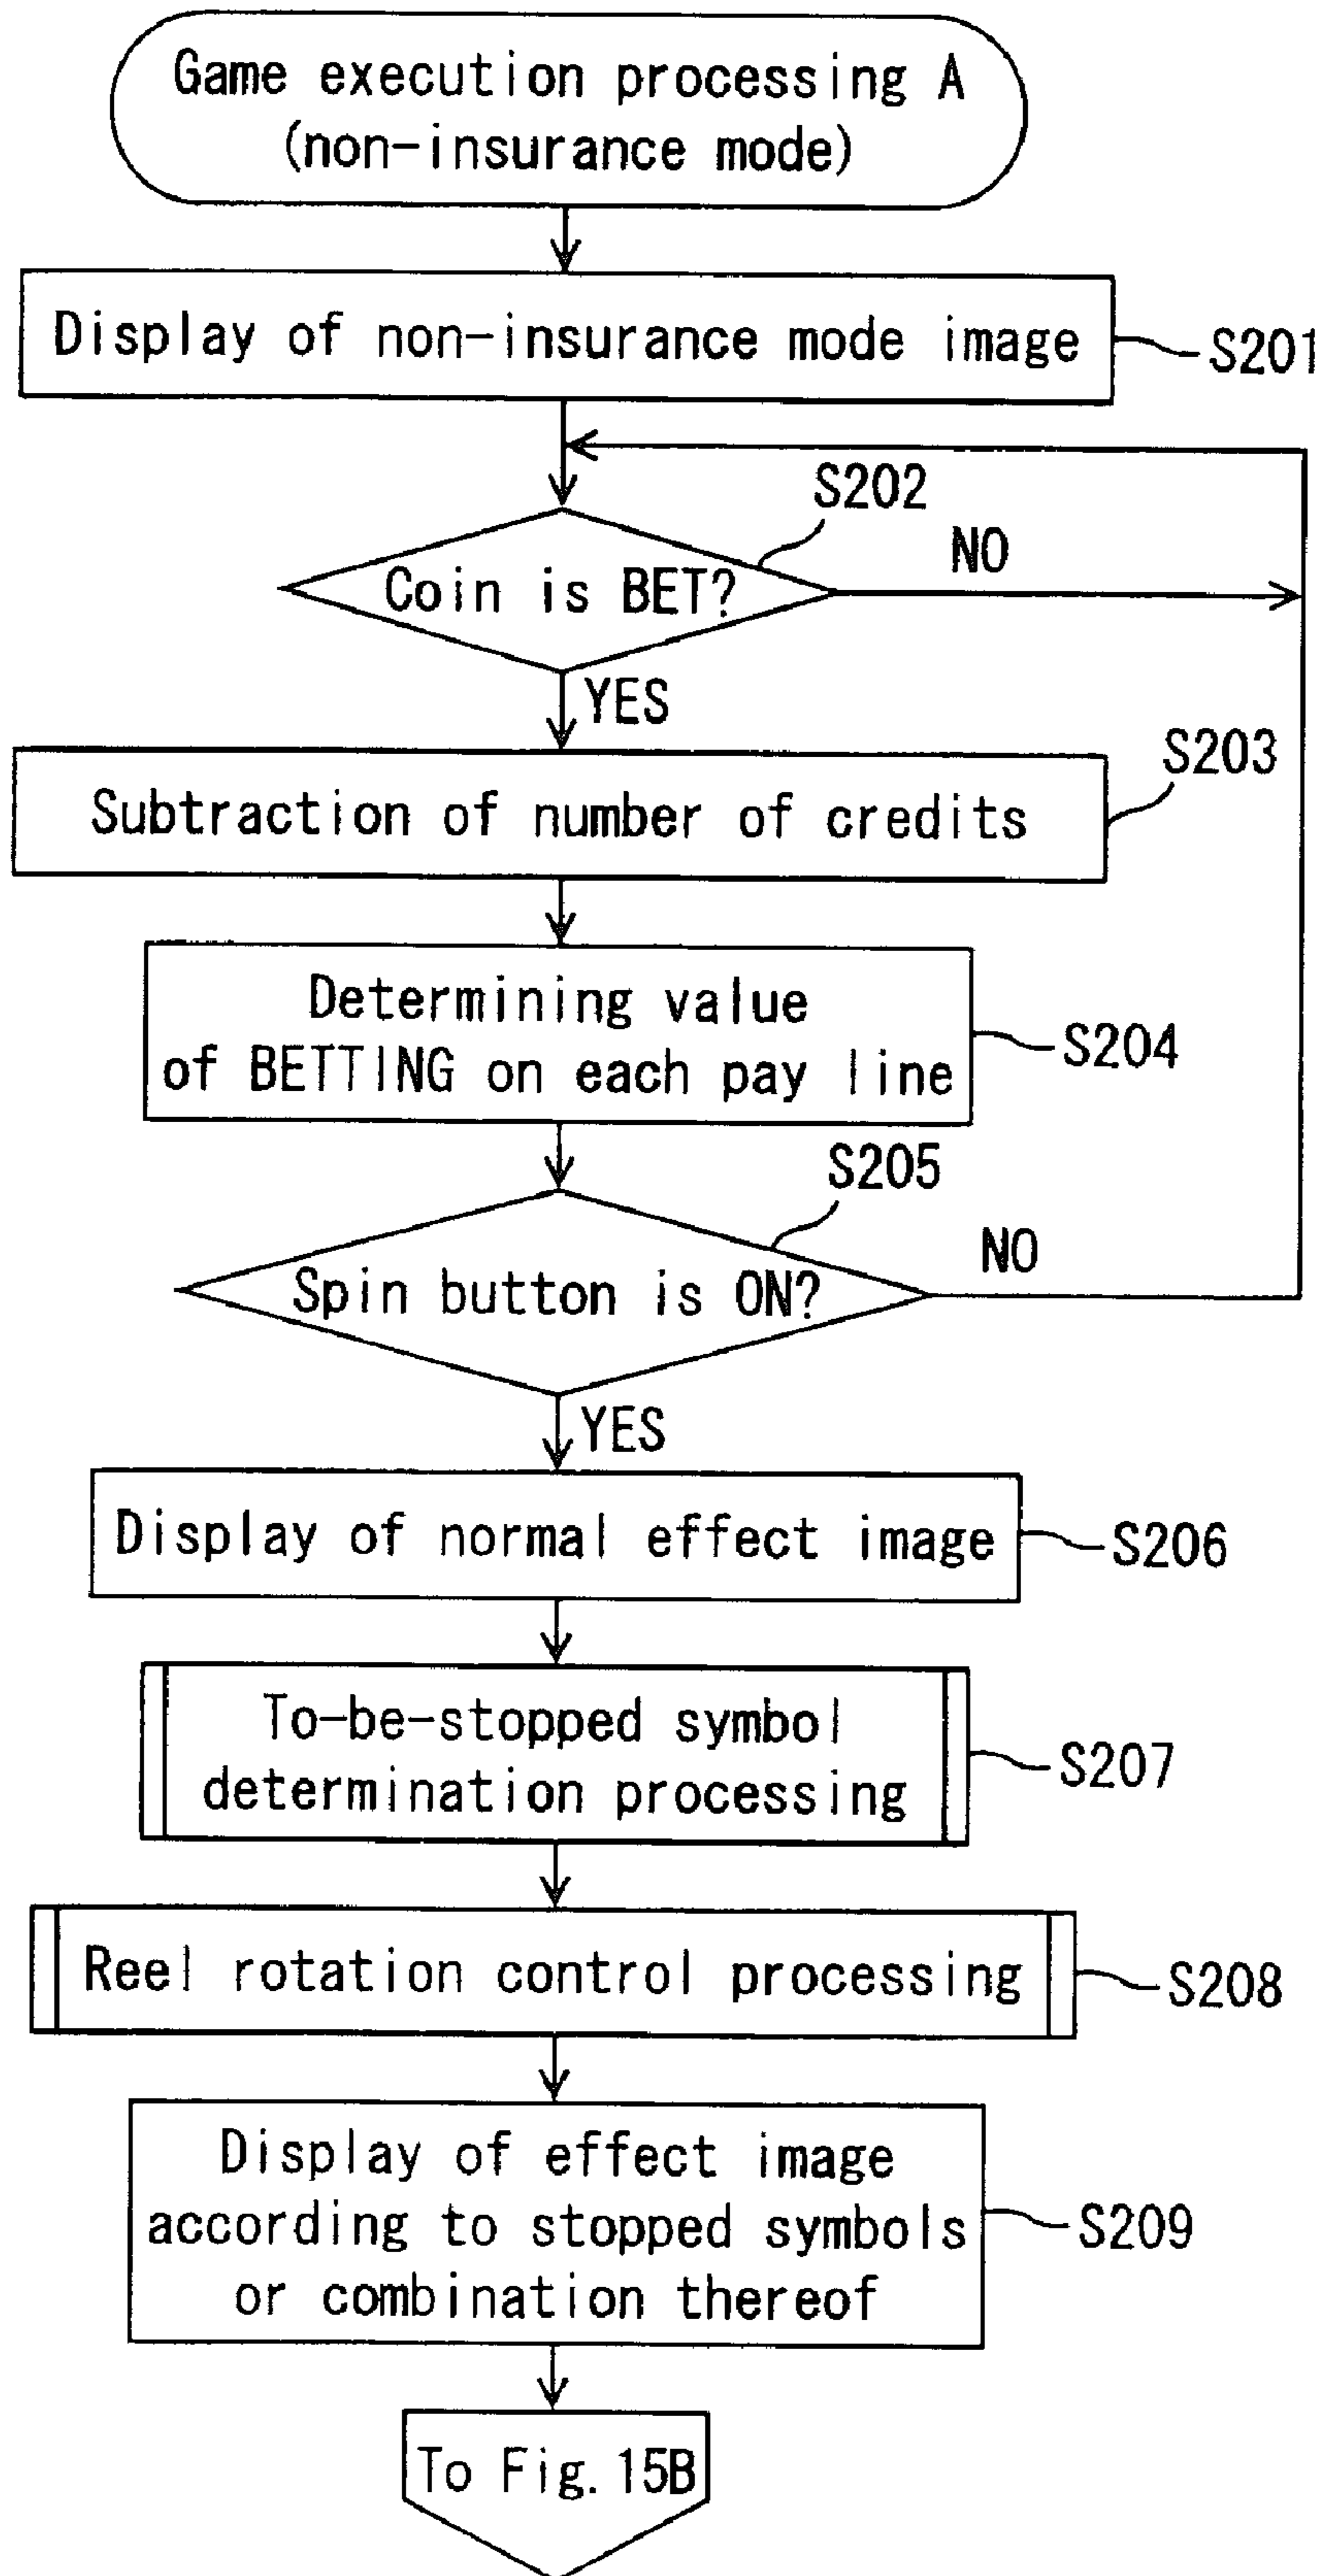 Game execution processing A
(non-insurance mode)
Display of non-insurance mode image
S201
S202
Coin is BET?
NO
YES
S203
Subtraction of number of credits
Determining value
of BETTING on each pay line
S204
S205
Spin button is ON?
NO
YES
Display of normal effect image
S206
To-be-stopped symbol
determination processing
S207
Reel rotation control processing
S208
Display of effect image
according to stopped symbols
or combination thereof
S209
To Fig. 15B